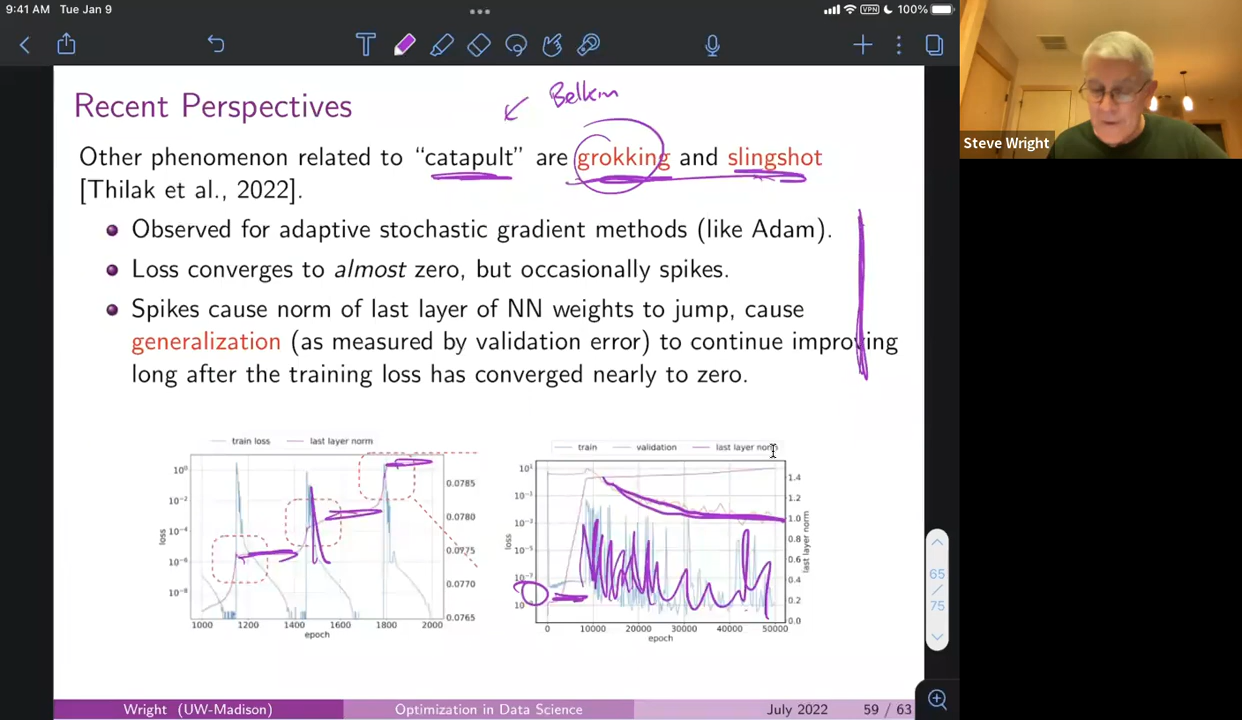 9:41 AM Tue Jan 9
VPN 100%
T
Recent Perspectives
Belkin
Other phenomenon related to “catapult” are grokking and slingshot
[Thilak et al., 2022].
Observed for adaptive stochastic gradient methods (like Adam).
Loss converges to almost zero, but occasionally spikes.
Spikes cause norm of last layer of NN weights to jump, cause
generalization (as measured by validation error) to continue improving
long after the training loss has converged nearly to zero.
train loss last layer norm
10⁰
10⁻²
10⁻⁴
10⁻⁶
10⁻⁸
loss
0.0785
0.0780
0.0775
0.0770
0.0765
1000 1200 1400 1600 1800 2000
epoch
train validation last layer norm
10¹
10⁻¹
10⁻³
10⁻⁵
10⁻⁷
loss
1.4
1.2
1.0
0.8
0.6
0.4
0.2
0.0
last layer norm
0 10000 20000 30000 40000 50000
epoch
65
/
75
Wright (UW-Madison) Optimization in Data Science July 2022 59 / 63
Steve Wright